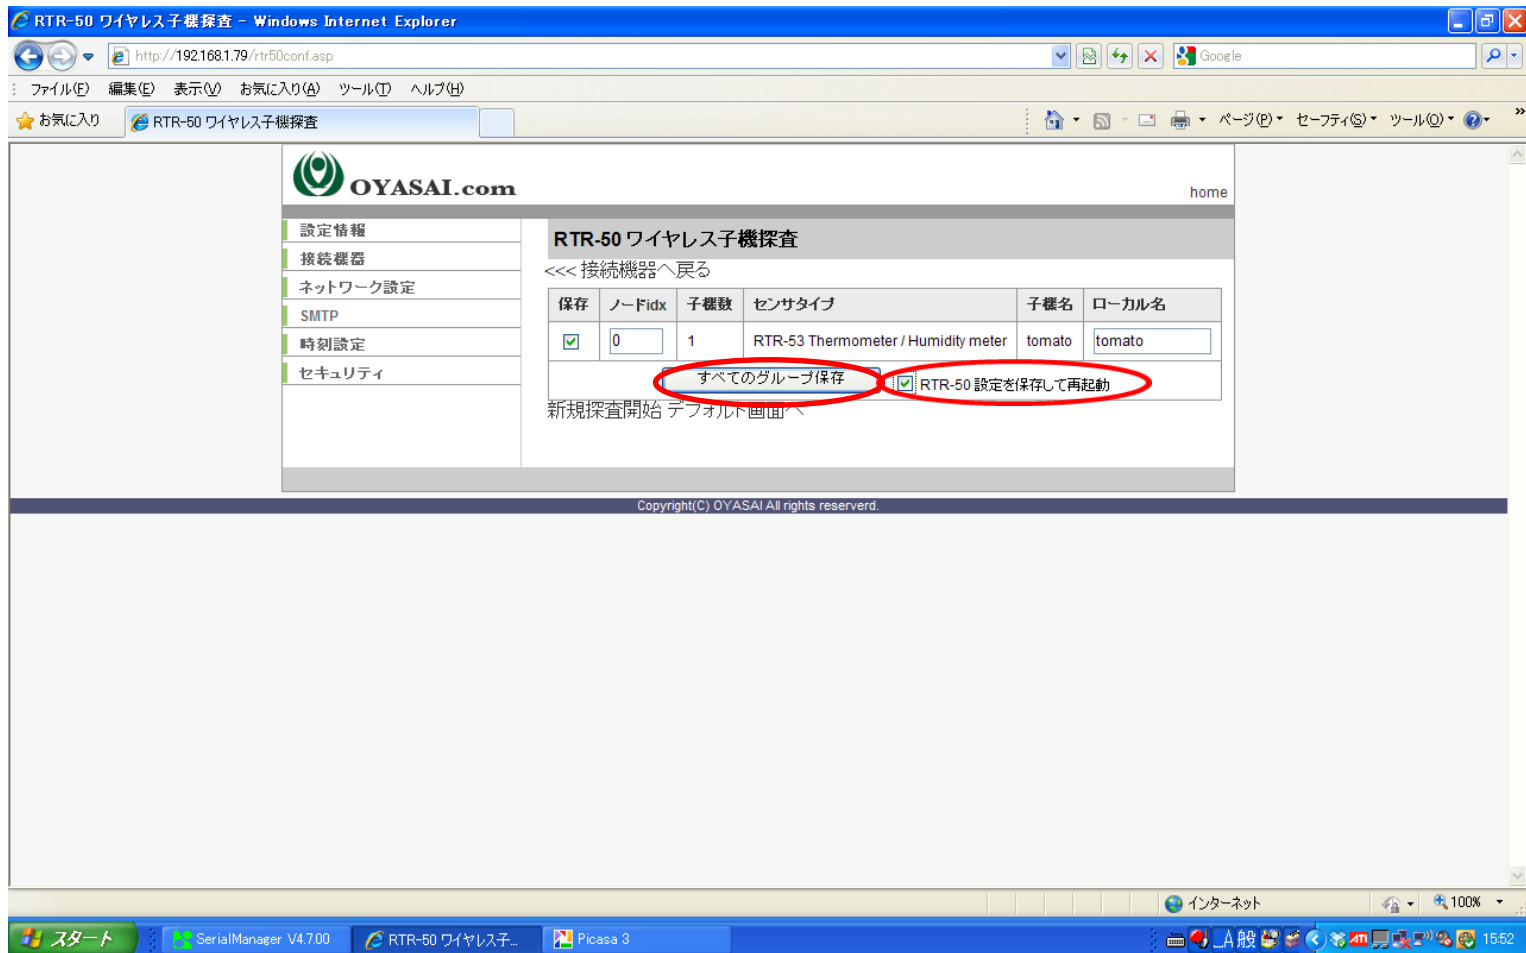 RTR-50 ワイヤレス子機探査 - Windows Internet Explorer
http://192.168.1.79/rtr50conf.asp
Google
ファイル(F) 編集(E) 表示(V) お気に入り(A) ツール(T) ヘルプ(H)
お気に入り RTR-50 ワイヤレス子機探査 ページ(P) セーフティ(S) ツール(O) »
OYASAI.com
home
設定情報
接続機器
ネットワーク設定
SMTP
時刻設定
セキュリティ
RTR-50 ワイヤレス子機探査
<<< 接続機器へ戻る
保存 ノードidx 子機数 センサタイプ 子機名 ローカル名
0 1 RTR-53 Thermometer / Humidity meter tomato tomato
すべてのグループ保存 RTR-50 設定を保存して再起動
新規探査開始 デフォルト画面へ
Copyright(C) OYASAI All rights reserverd.
インターネット 100%
スタート SerialManager V4.7.00 RTR-50 ワイヤレス子... Picasa 3 A 般 ATI 15:52